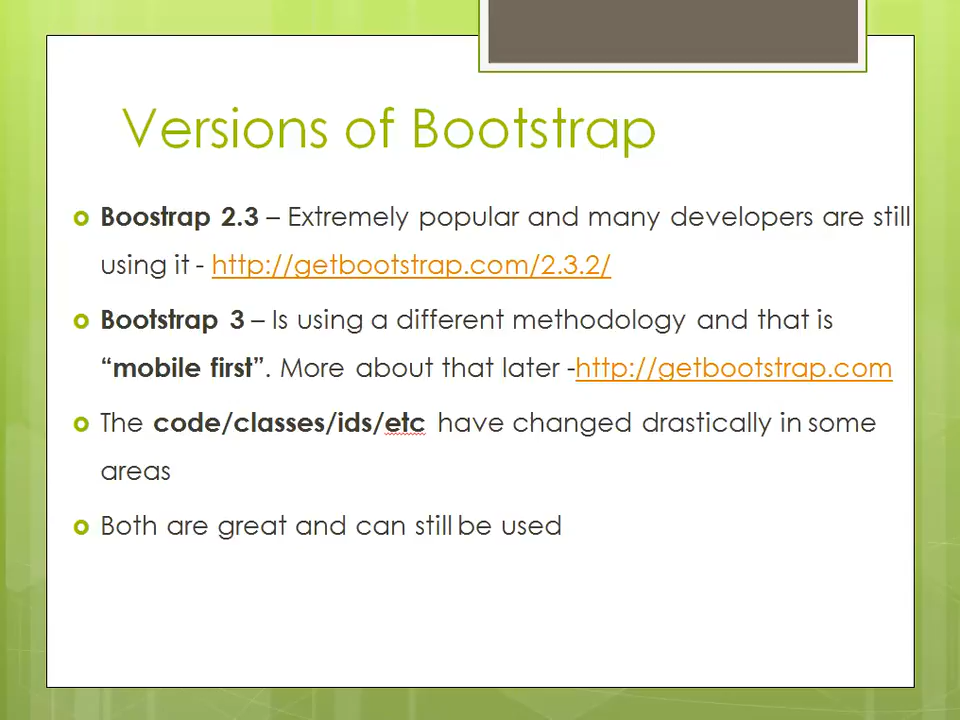 Versions of Bootstrap
Boostrap 2.3 – Extremely popular and many developers are still
using it - http://getbootstrap.com/2.3.2/
Bootstrap 3 – Is using a different methodology and that is
“mobile first”. More about that later -http://getbootstrap.com
The code/classes/ids/etc have changed drastically in some
areas
Both are great and can still be used